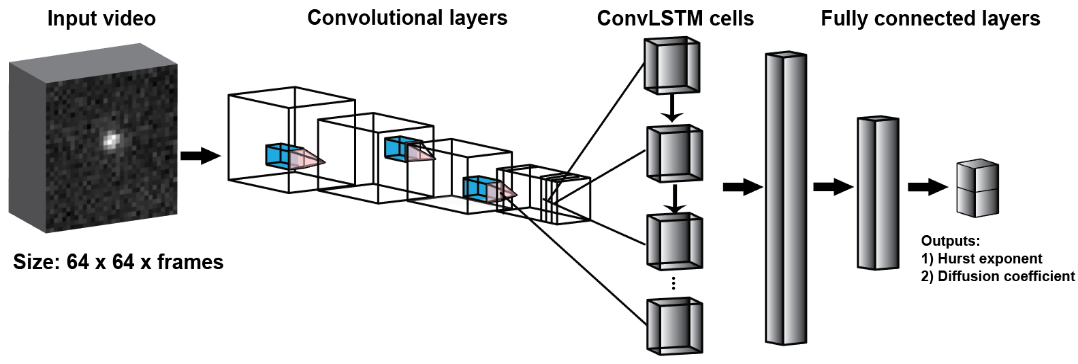 Input video
Convolutional layers
ConvLSTM cells
Fully connected layers
Size: 64 x 64 x frames
Outputs:
1) Hurst exponent
2) Diffusion coefficient